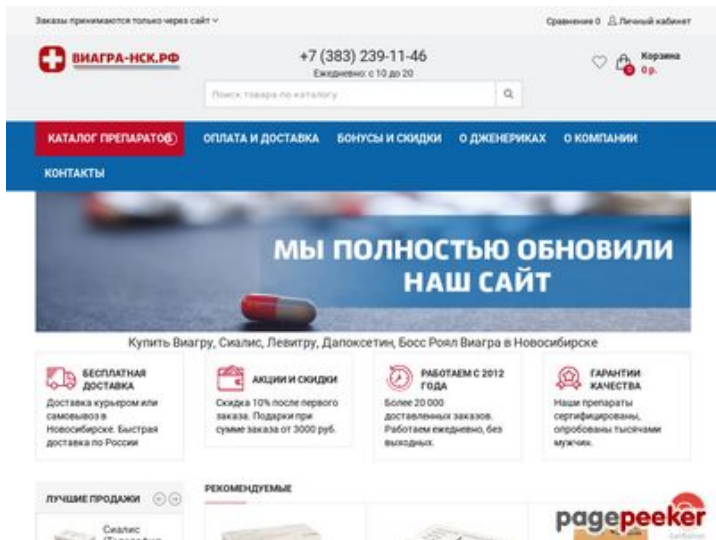 Заказы принимаются только через сайт
Сравнение 0 Личный кабинет
ВИАГРА-НСК.РФ
+7 (383) 239-11-46
Ежедневно: с 10 до 20
Поиск товара по каталогу
Корзина
0
0 р.
КАТАЛОГ ПРЕПАРАТОВ
ОПЛАТА И ДОСТАВКА
БОНУСЫ И СКИДКИ
О ДЖЕНЕРИКАХ
О КОМПАНИИ
КОНТАКТЫ
МЫ ПОЛНОСТЬЮ ОБНОВИЛИ
НАШ САЙТ
Купить Виагру, Сиалис, Левитру, Дапоксетин, Босс Роял Виагра в Новосибирске
БЕСПЛАТНАЯ
ДОСТАВКА
Доставка курьером или
самовывоз в
Новосибирске. Быстрая
доставка по России
АКЦИИ И СКИДКИ
Скидка 10% после первого
заказа. Подарки при
сумме заказа от 3000 руб.
РАБОТАЕМ С 2012
ГОДА
Более 20 000
доставленных заказов.
Работаем ежедневно, без
выходных.
ГАРАНТИИ
КАЧЕСТВА
Наши препараты
сертифицированы,
опробованы тысячами
мужчин.
ЛУЧШИЕ ПРОДАЖИ
РЕКОМЕНДУЕМЫЕ
Сиалис
pagepeeker